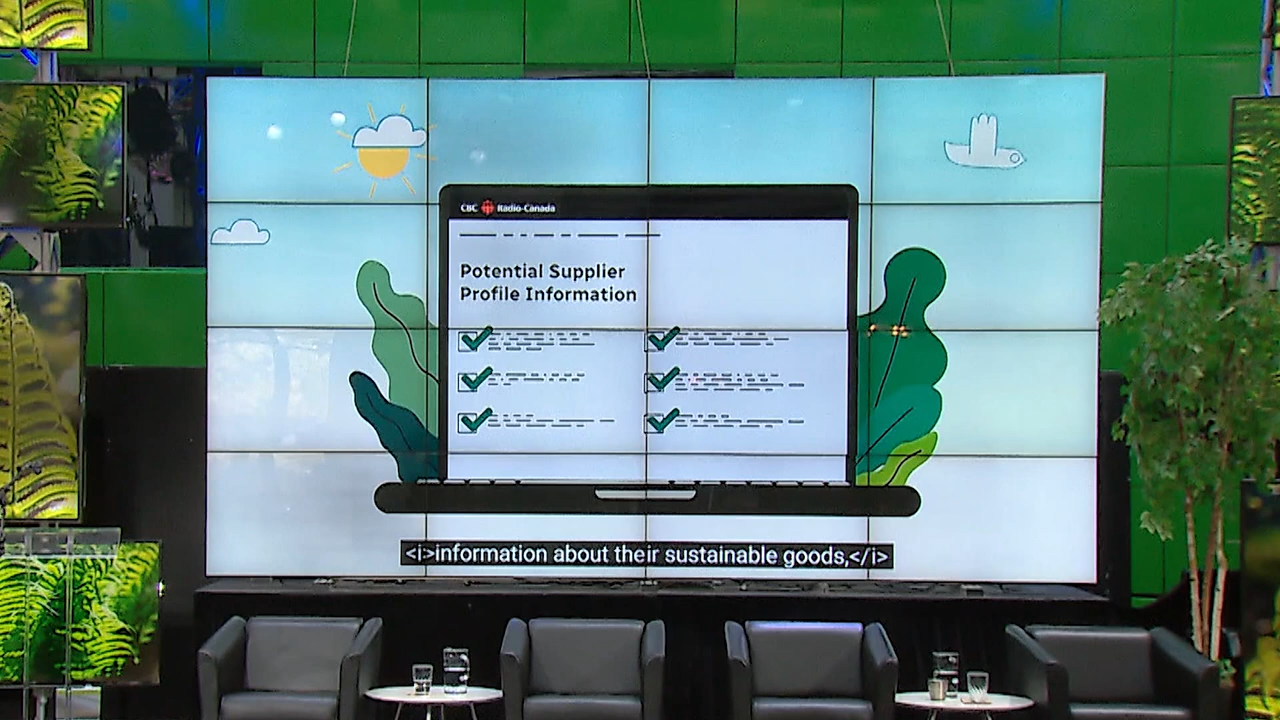 CBC Radio-Canada
Potential Supplier
Profile Information
<i>information about their sustainable goods,</i>